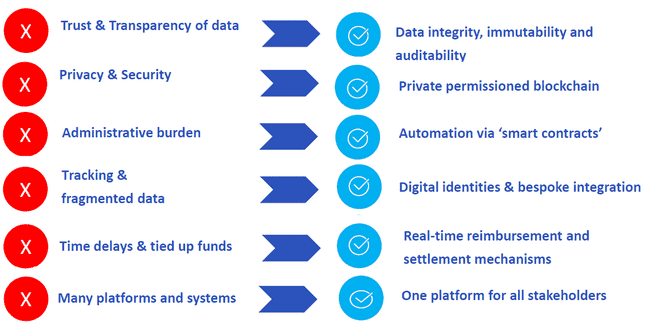 X Trust & Transparency of data
Data integrity, immutability and
auditability
X Privacy & Security
Private permissioned blockchain
X Administrative burden
Automation via ‘smart contracts’
X Tracking &
fragmented data
Digital identities & bespoke integration
X Time delays & tied up funds
Real-time reimbursement and
settlement mechanisms
X Many platforms and systems
One platform for all stakeholders